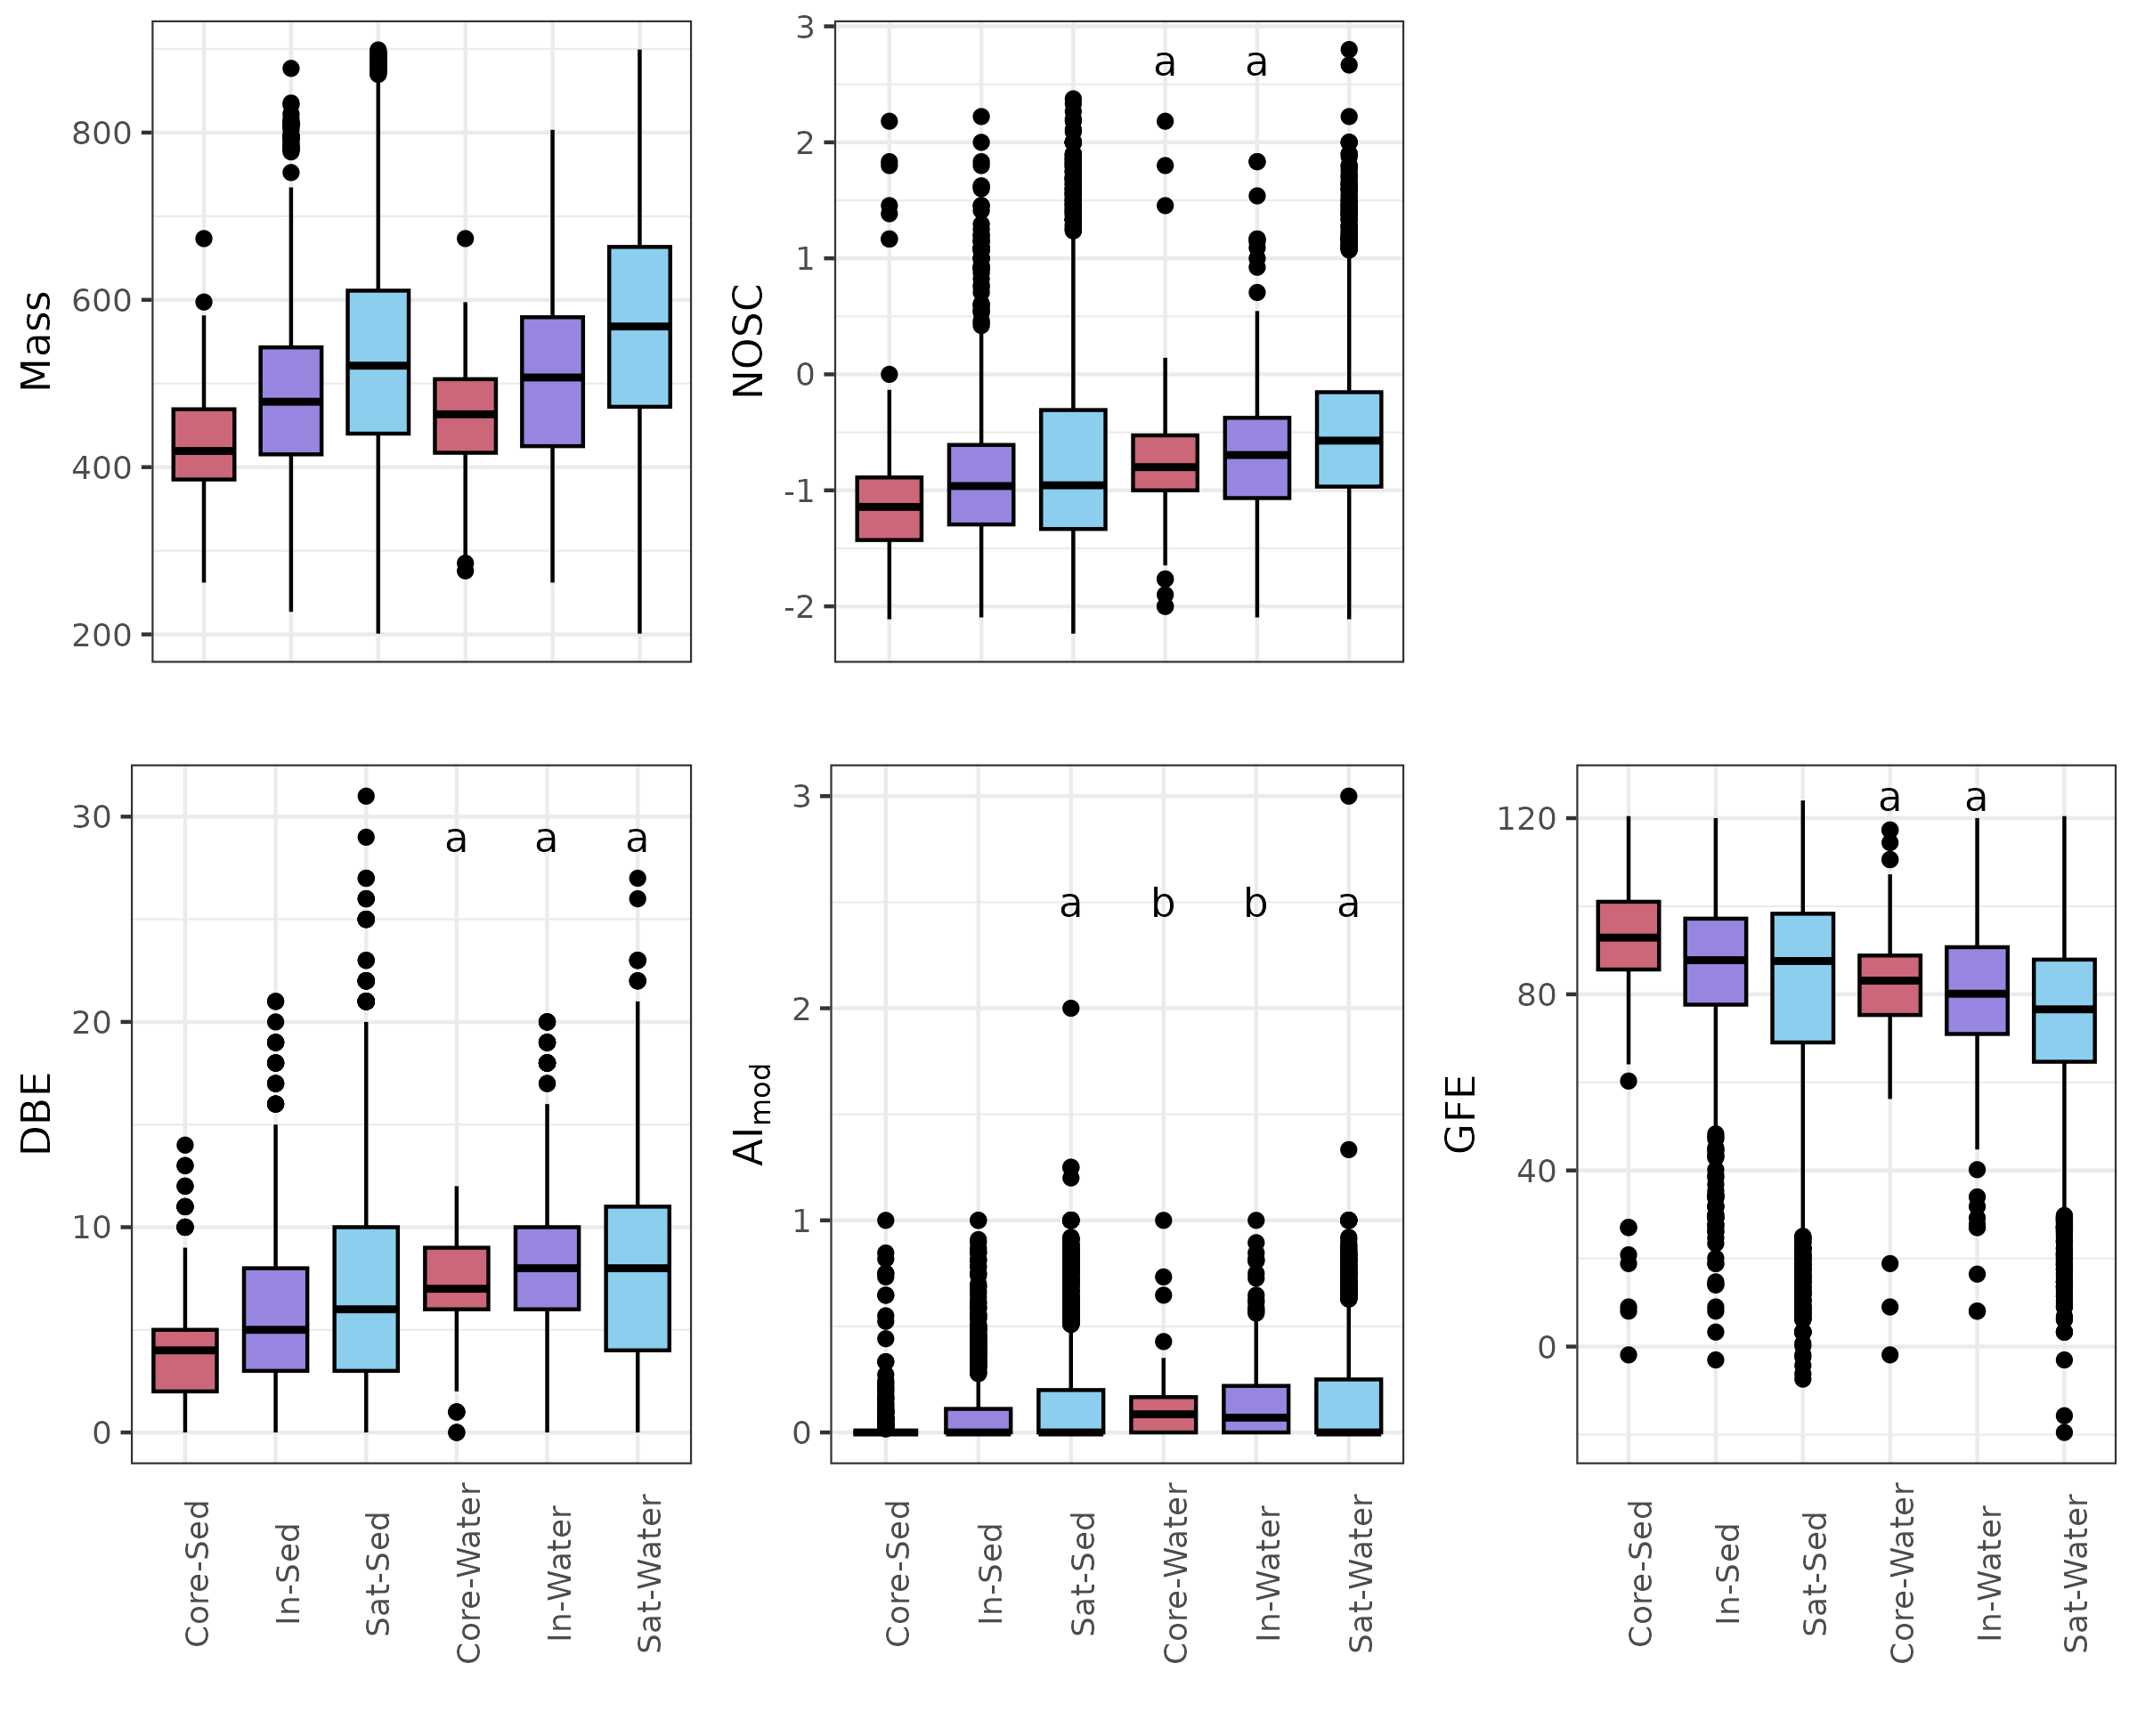 Mass
800
600
400
200
NOSC
3
2
1
0
-1
-2
a a
DBE
30
20
10
0
a a a
Core-Sed
In-Sed
Sat-Sed
Core-Water
In-Water
Sat-Water
AImod
3
2
1
0
a b b a
Core-Sed
In-Sed
Sat-Sed
Core-Water
In-Water
Sat-Water
GFE
120
80
40
0
a a
Core-Sed
In-Sed
Sat-Sed
Core-Water
In-Water
Sat-Water